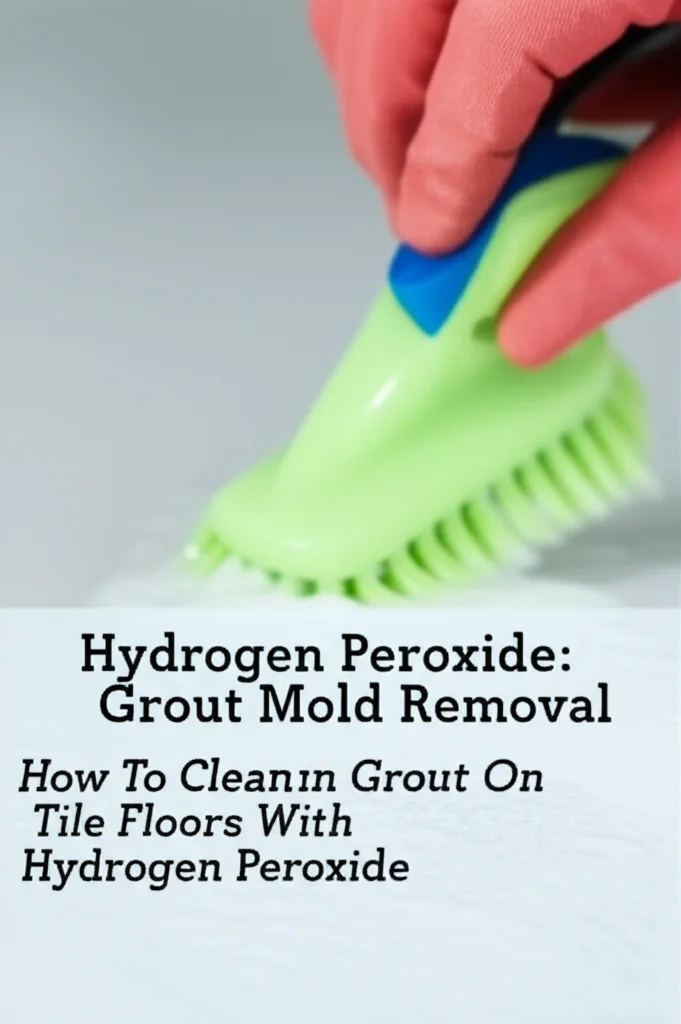 Hydrogen Peroxide:
Grout Mold Removal
How To Cleanın Grout On
Tile Floors With
Hydrogen Peroxide